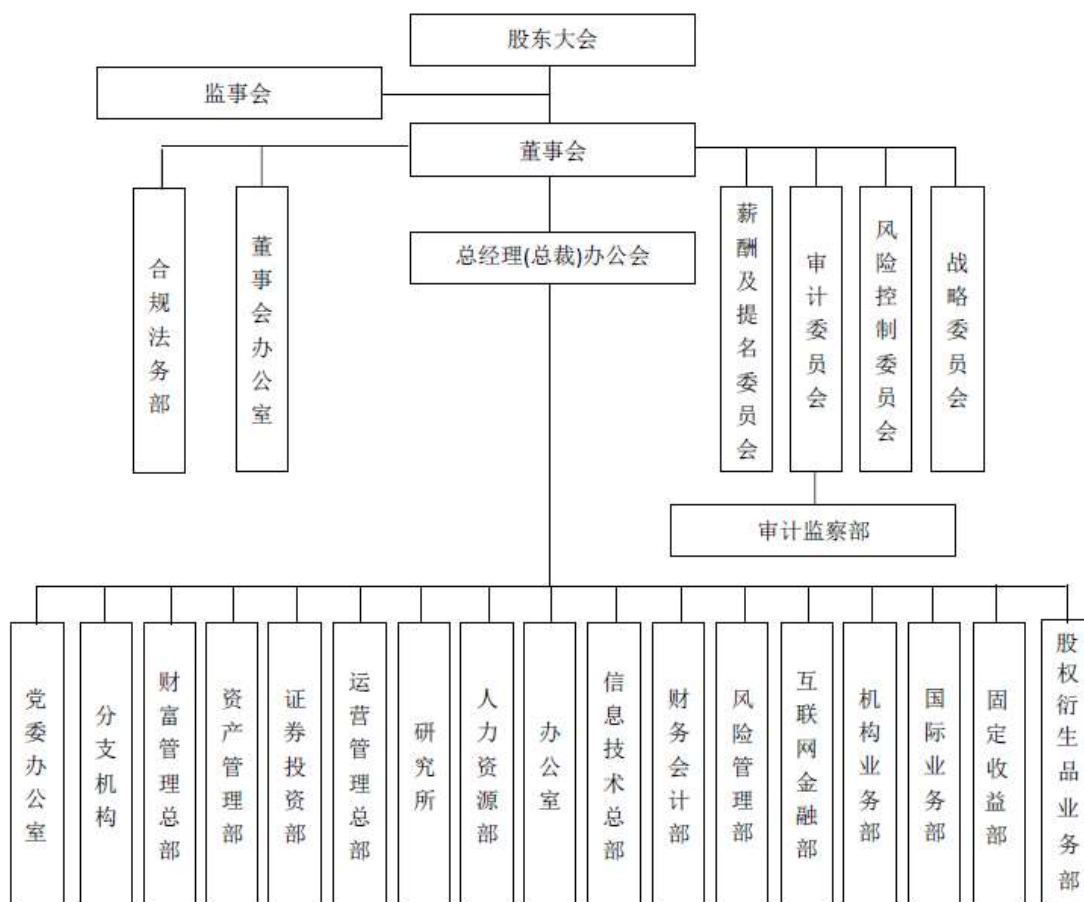 股东大会
监事会
董事会
总经理(总裁)办公会
合规法务部
董事会办公室
薪酬及提名委员会
审计委员会
风险控制委员会
战略委员会
审计监察部
党委办公室
分支机构
财富管理总部
资产管理部
证券投资部
运营管理总部
研究所
人力资源部
办公室
信息技术总部
财务会计部
风险管理部
互联网金融部
机构业务部
国际业务部
固定收益部
股权衍生品业务部